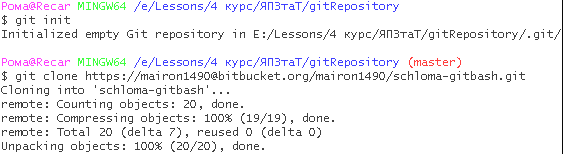 Рома@Recar MINGW64 /e/Lessons/4 курс/ЯПЗтаТ/gitRepository
$ git init
Initialized empty Git repository in E:/Lessons/4 курс/ЯПЗтаТ/gitRepository/.git/
Рома@Recar MINGW64 /e/Lessons/4 курс/ЯПЗтаТ/gitRepository (master)
$ git clone https://mairon1490@bitbucket.org/mairon1490/schloma-gitbash.git
Cloning into 'schloma-gitbash'...
remote: Counting objects: 20, done.
remote: Compressing objects: 100% (19/19), done.
remote: Total 20 (delta 7), reused 0 (delta 0)
Unpacking objects: 100% (20/20), done.